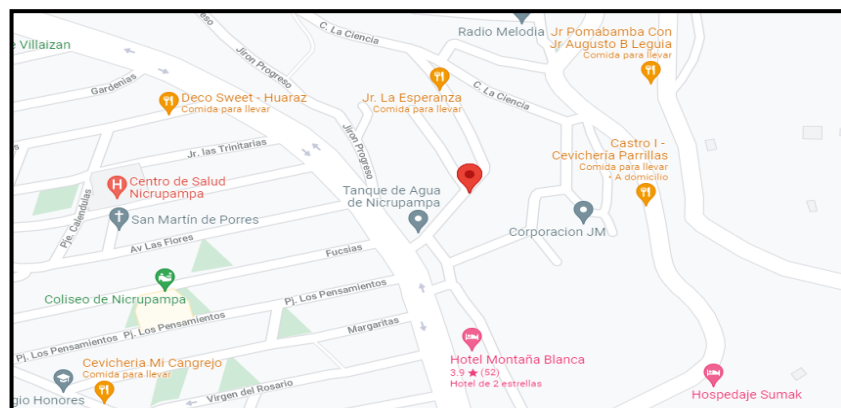 Radio Melodia
Jr Pomabamba Con
Jr Augusto B Leguia
Comida para llevar
e Villaizan
C. La Ciencia
Jiron Progreso
Gardenias
Deco Sweet - Huaraz
Comida para llevar
Jr. La Esperanza
Comida para llevar
C. La Ciencia
Jr. las Trinitarias
Jiron Progreso
Castro I -
Cevichería Parrillas
Comida para llevar
• A domicilio
Centro de Salud
Nicrupampa
Tanque de Agua
de Nicrupampa
Pje. Calendulas
San Martín de Porres
Corporacion JM
Av Las Flores
Fucsias
Coliseo de Nicrupampa
Pj. Los Pensamientos
Pj. Los Pensamientos
Pj. Los Pensamientos
Margaritas
Cevicheria Mi Cangrejo
Comida para llevar
Hotel Montaña Blanca
3.9 ★ (52)
Hotel de 2 estrellas
gio Honores
Virgen del Rosario
Hospedaje Sumak